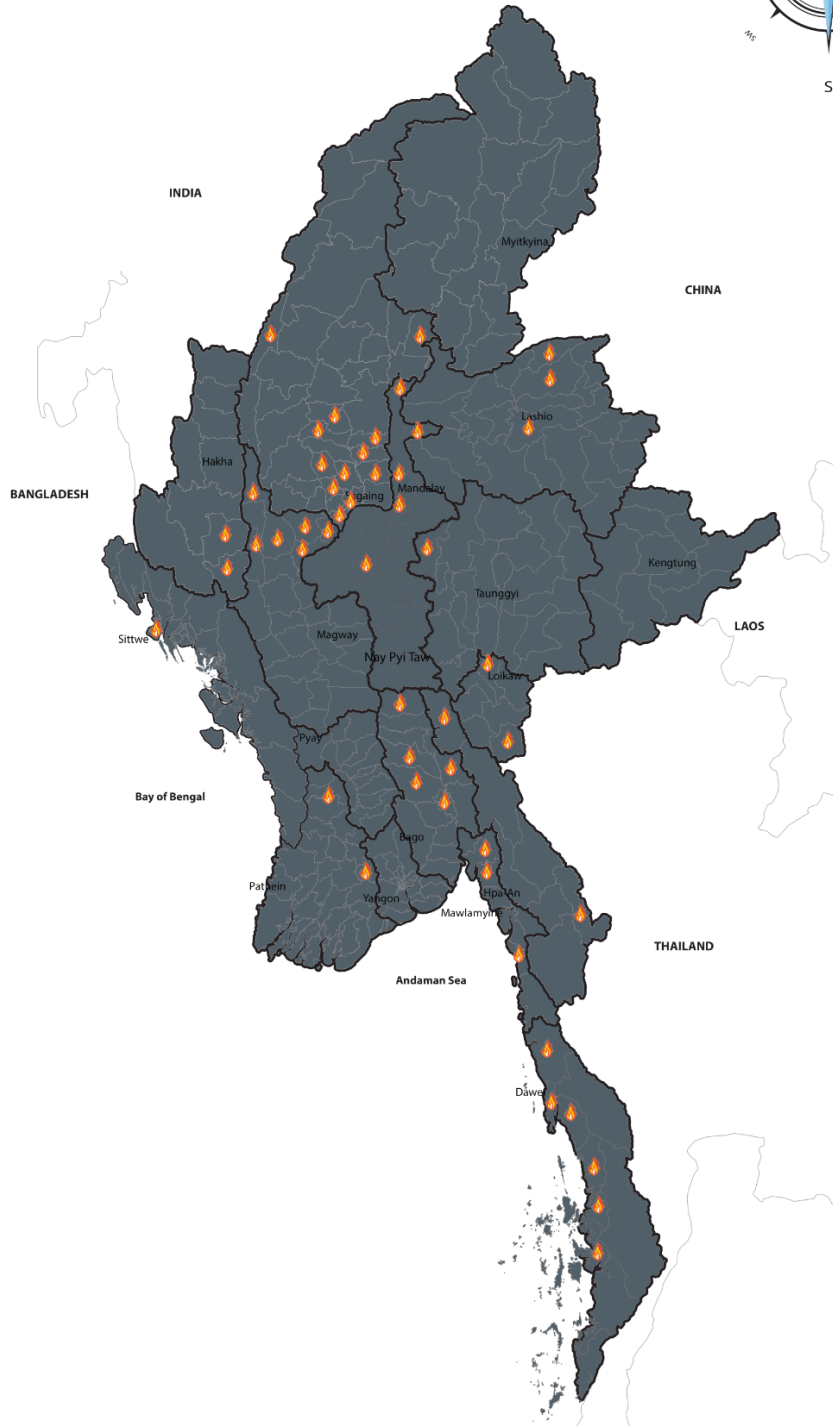 SW
S
INDIA
Myitkyina
CHINA
Lashio
Hakha
Mandalay
BANGLADESH
Sagaing
Kengtung
Taunggyi
LAOS
Magway
Sittwe
Nay Pyi Taw
Loikaw
Pyay
Bay of Bengal
Bago
Pathein
Hpa-An
Yangon
Mawlamyine
THAILAND
Andaman Sea
Dawei